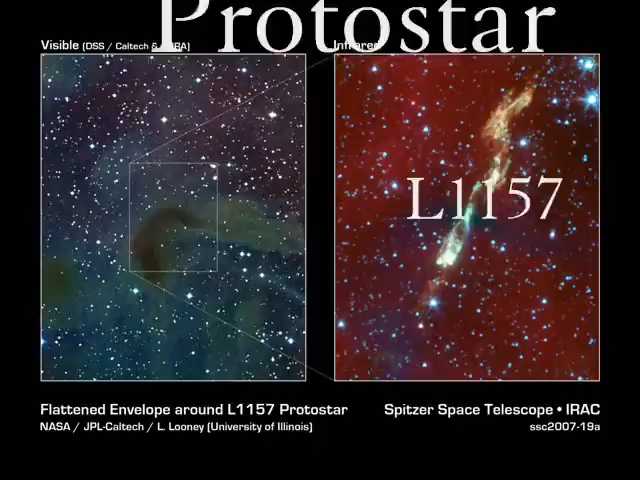 Protostar
Visible (DSS / Caltech & AURA)
Infrared
L1157
Flattened Envelope around L1157 Protostar
Spitzer Space Telescope • IRAC
NASA / JPL-Caltech / L. Looney (University of Illinois)
ssc2007-19a